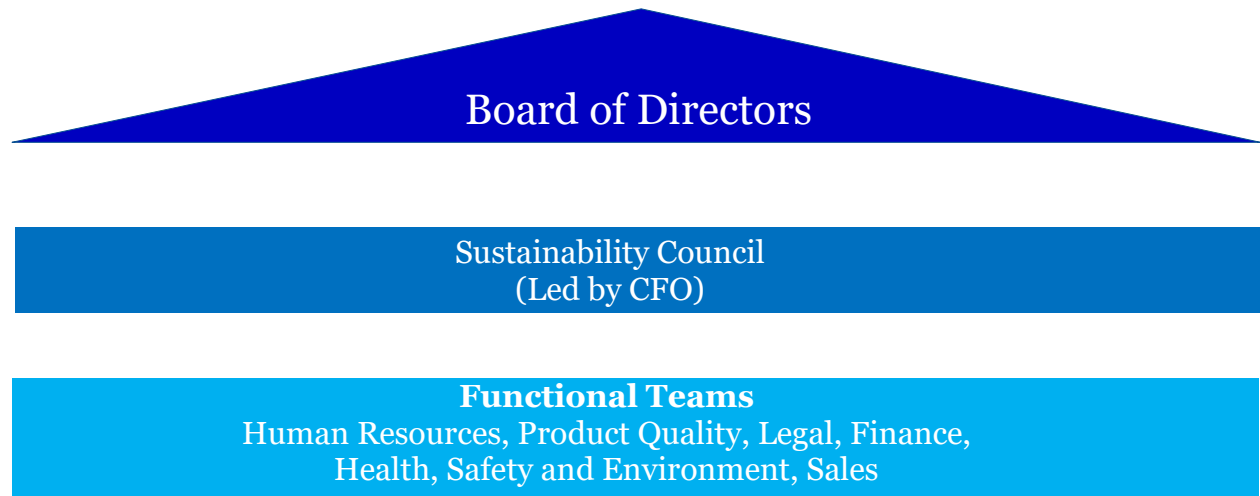 Board of Directors
Sustainability Council
(Led by CFO)
Functional Teams
Human Resources, Product Quality, Legal, Finance,
Health, Safety and Environment, Sales